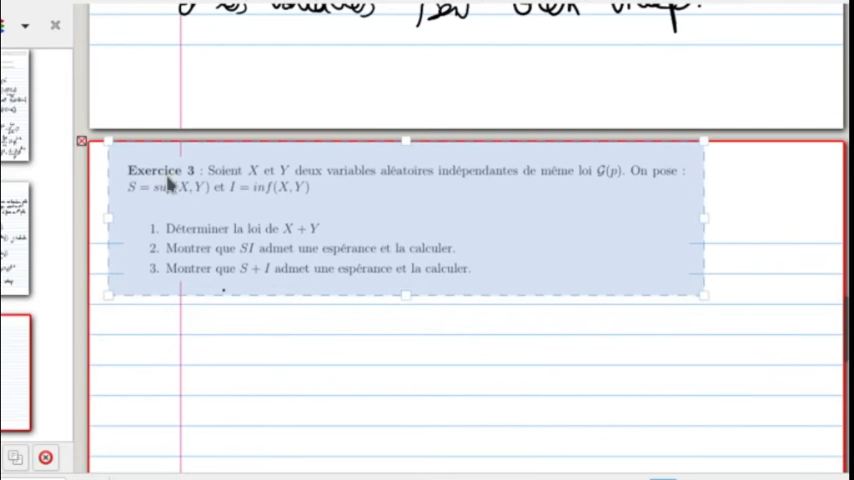 Exercice 3 : Soient X et Y deux variables aléatoires indépendantes de même loi 𝒢(p). On pose :
S = sup(X, Y) et I = inf(X, Y)
1. Déterminer la loi de X + Y
2. Montrer que SI admet une espérance et la calculer.
3. Montrer que S + I admet une espérance et la calculer.